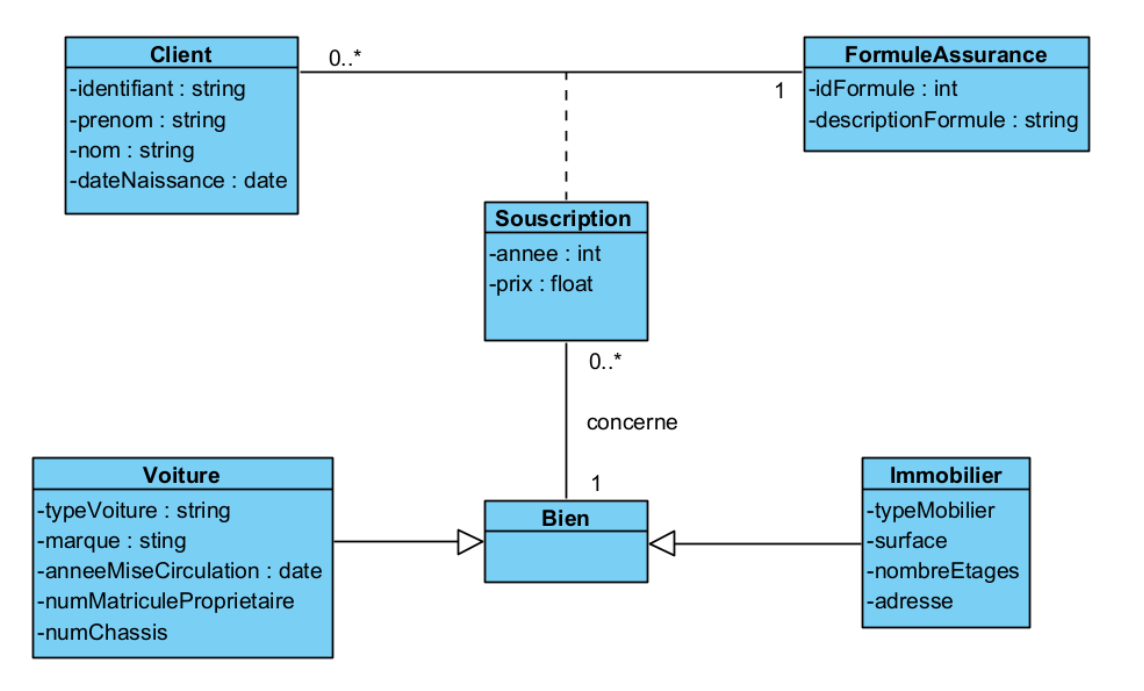 Client
-identifiant : string
-prenom : string
-nom : string
-dateNaissance : date
0..*
1
FormuleAssurance
-idFormule : int
-descriptionFormule : string
Souscription
-annee : int
-prix : float
0..*
concerne
1
Voiture
-typeVoiture : string
-marque : sting
-anneeMiseCirculation : date
-numMatriculeProprietaire
-numChassis
Bien
Immobilier
-typeMobilier
-surface
-nombreEtages
-adresse